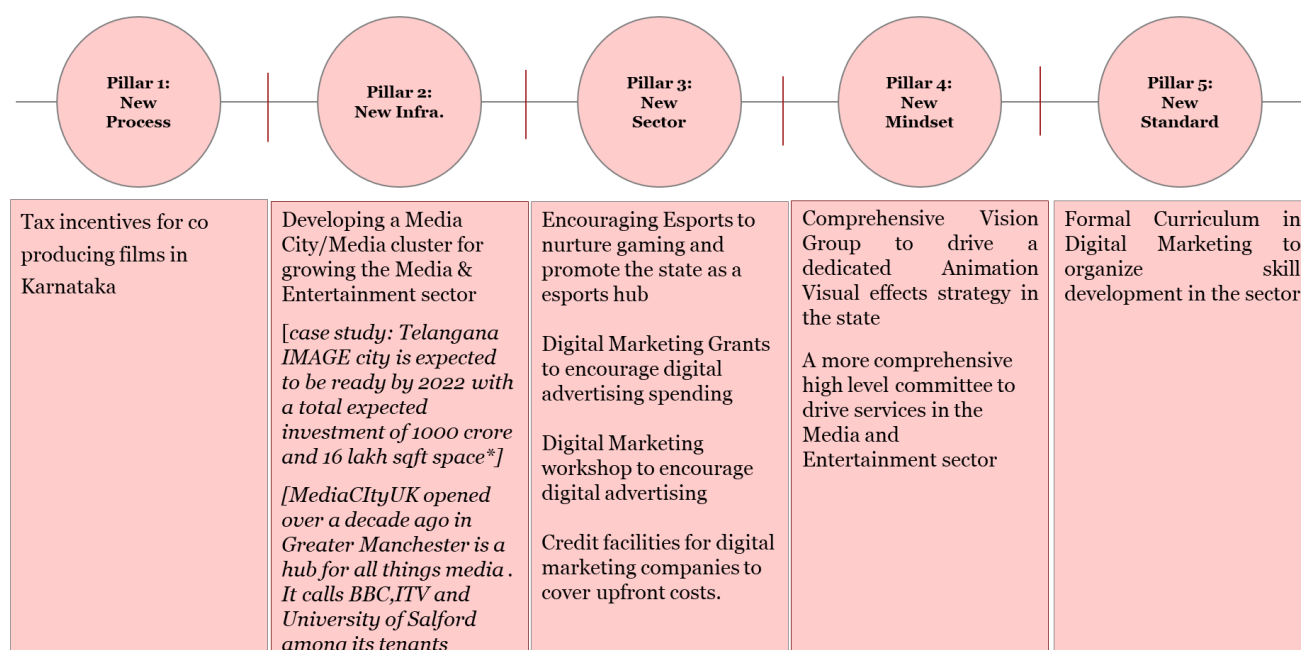 Pillar 1:
New
Process
Pillar 2:
New Infra.
Pillar 3:
New
Sector
Pillar 4:
New
Mindset
Pillar 5:
New
Standard
Tax incentives for co
producing films in
Karnataka
Developing a Media
City/Media cluster for
growing the Media &
Entertainment sector
[case study: Telangana
IMAGE city is expected
to be ready by 2022 with
a total expected
investment of 1000 crore
and 16 lakh sqft space*]
[MediaCItyUK opened
over a decade ago in
Greater Manchester is a
hub for all things media .
It calls BBC,ITV and
University of Salford
among its tenants
Encouraging Esports to
nurture gaming and
promote the state as a
esports hub
Digital Marketing Grants
to encourage digital
advertising spending
Digital Marketing
workshop to encourage
digital advertising
Credit facilities for digital
marketing companies to
cover upfront costs.
Comprehensive Vision
Group to drive a
dedicated Animation
Visual effects strategy in
the state
A more comprehensive
high level committee to
drive services in the
Media and
Entertainment sector
Formal Curriculum in
Digital Marketing to
organize skill
development in the sector